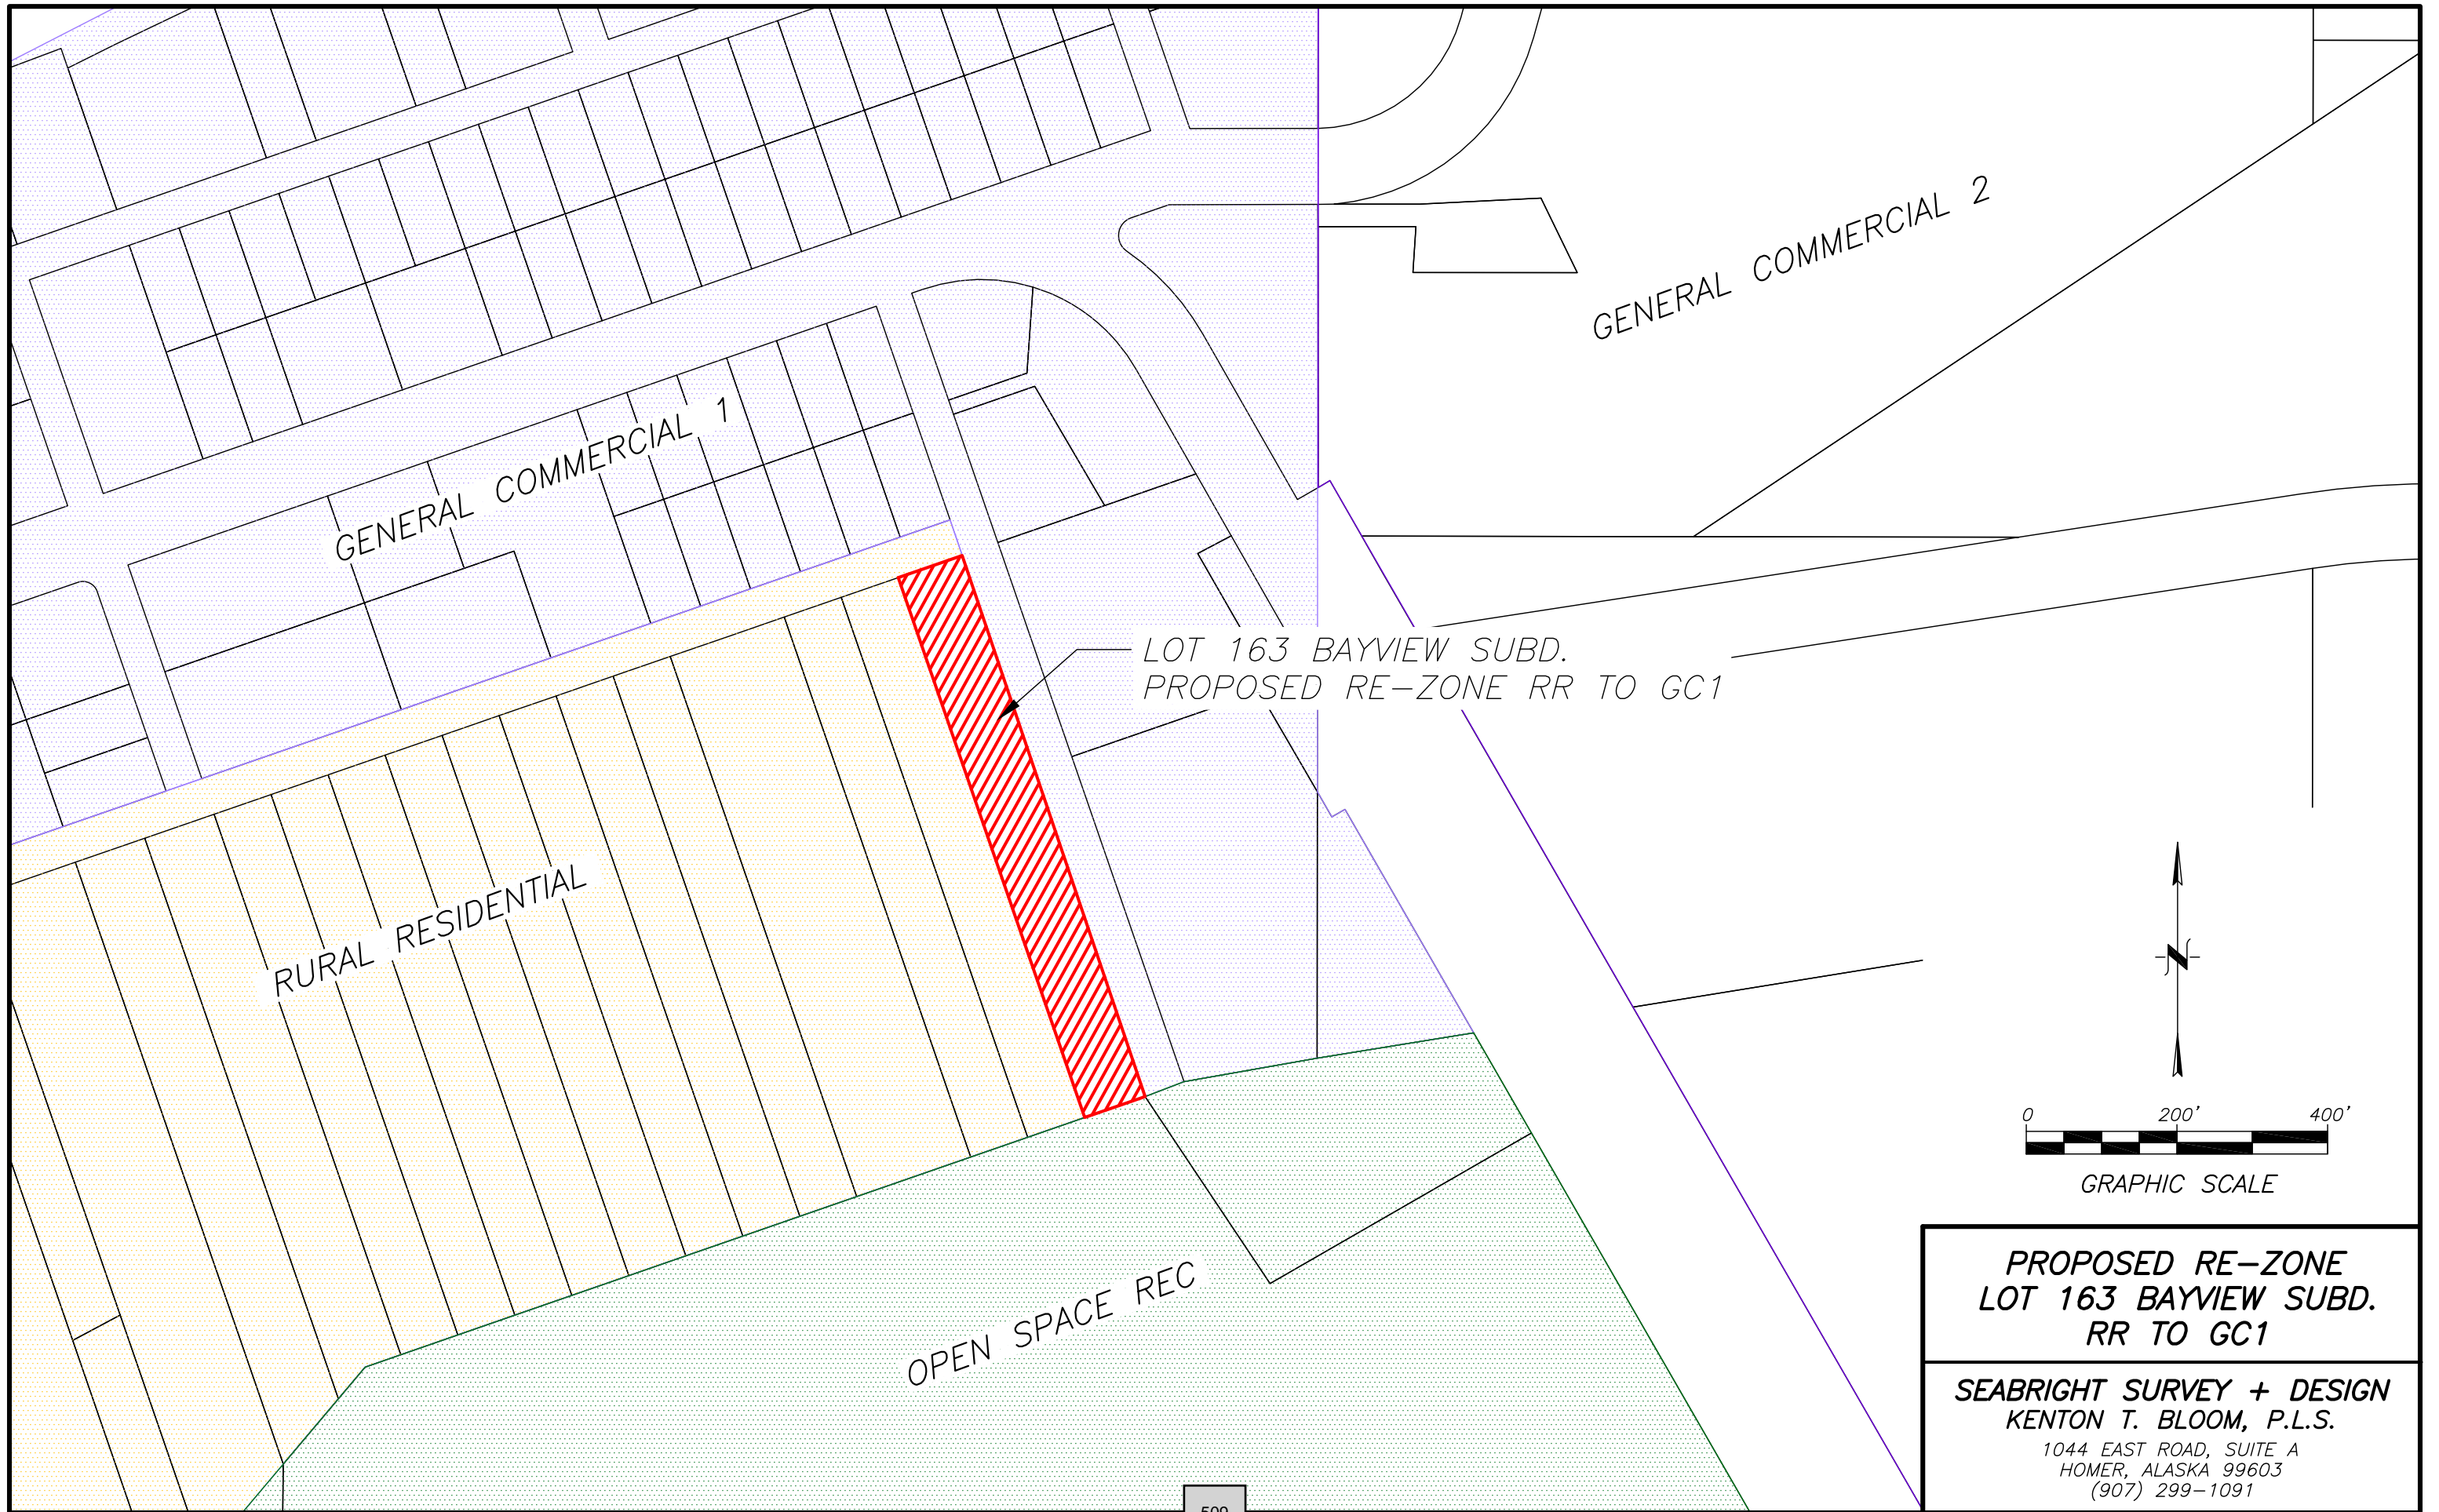 GENERAL COMMERCIAL 2
GENERAL COMMERCIAL 1
LOT 163 BAYVIEW SUBD.
PROPOSED RE-ZONE RR TO GC1
RURAL RESIDENTIAL
OPEN SPACE REC
N
0 200' 400'
GRAPHIC SCALE
PROPOSED RE-ZONE
LOT 163 BAYVIEW SUBD.
RR TO GC1
SEABRIGHT SURVEY + DESIGN
KENTON T. BLOOM, P.L.S.
1044 EAST ROAD, SUITE A
HOMER, ALASKA 99603
(907) 299-1091
509